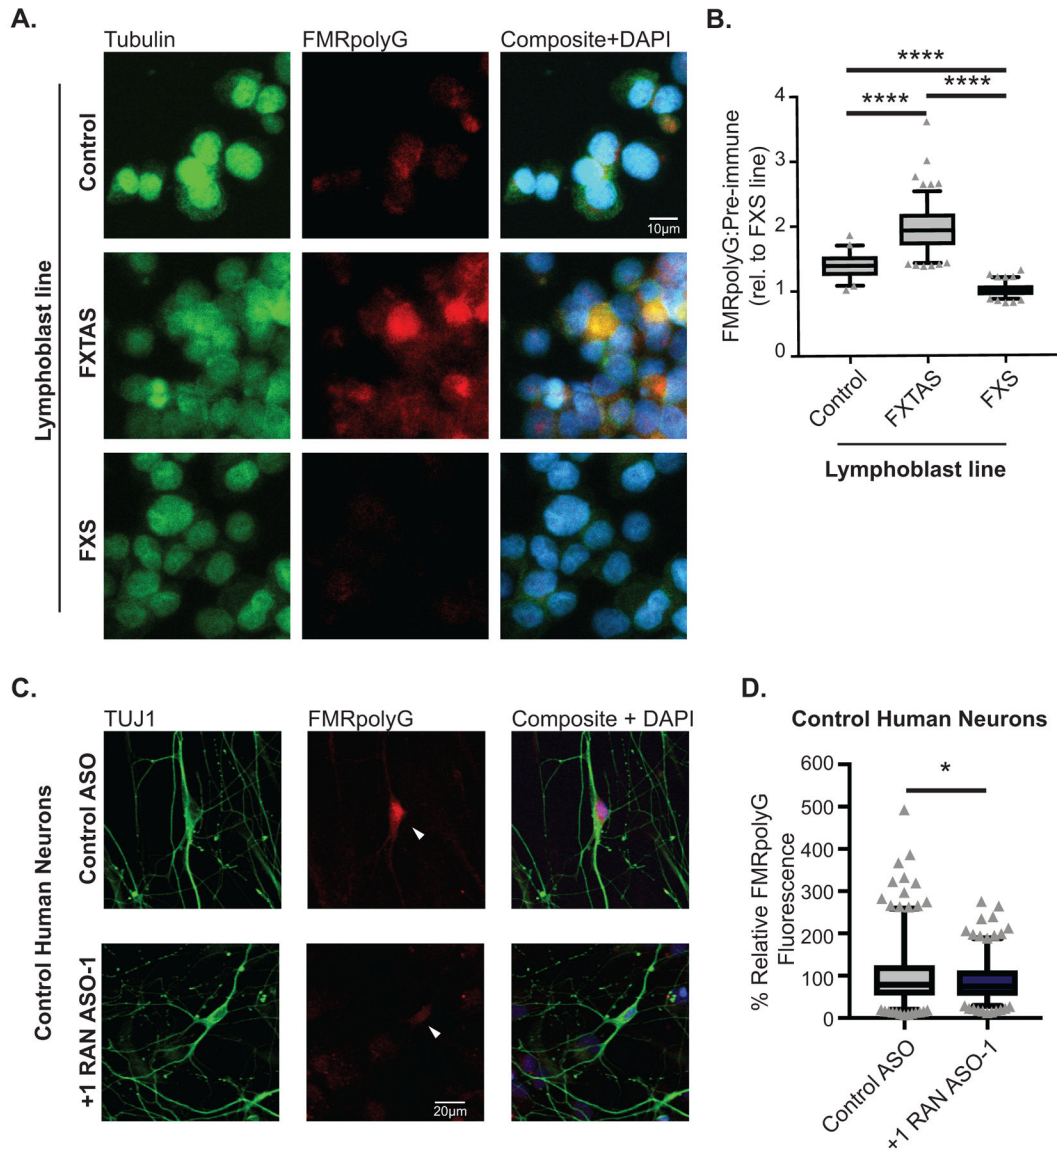 A.
Tubulin
FMRpolyG
Composite+DAPI
Lymphoblast line
Control
10μm
FXTAS
FXS
B.
****
****
****
FMRpolyG:Pre-immune
(rel. to FXS line)
4
3
2
1
0
Control
FXTAS
FXS
Lymphoblast line
C.
TUJ1
FMRpolyG
Composite + DAPI
Control Human Neurons
Control ASO
+1 RAN ASO-1
20μm
D.
Control Human Neurons
*
% Relative FMRpolyG
Fluorescence
600
500
400
300
200
100
0
Control ASO
+1 RAN ASO-1